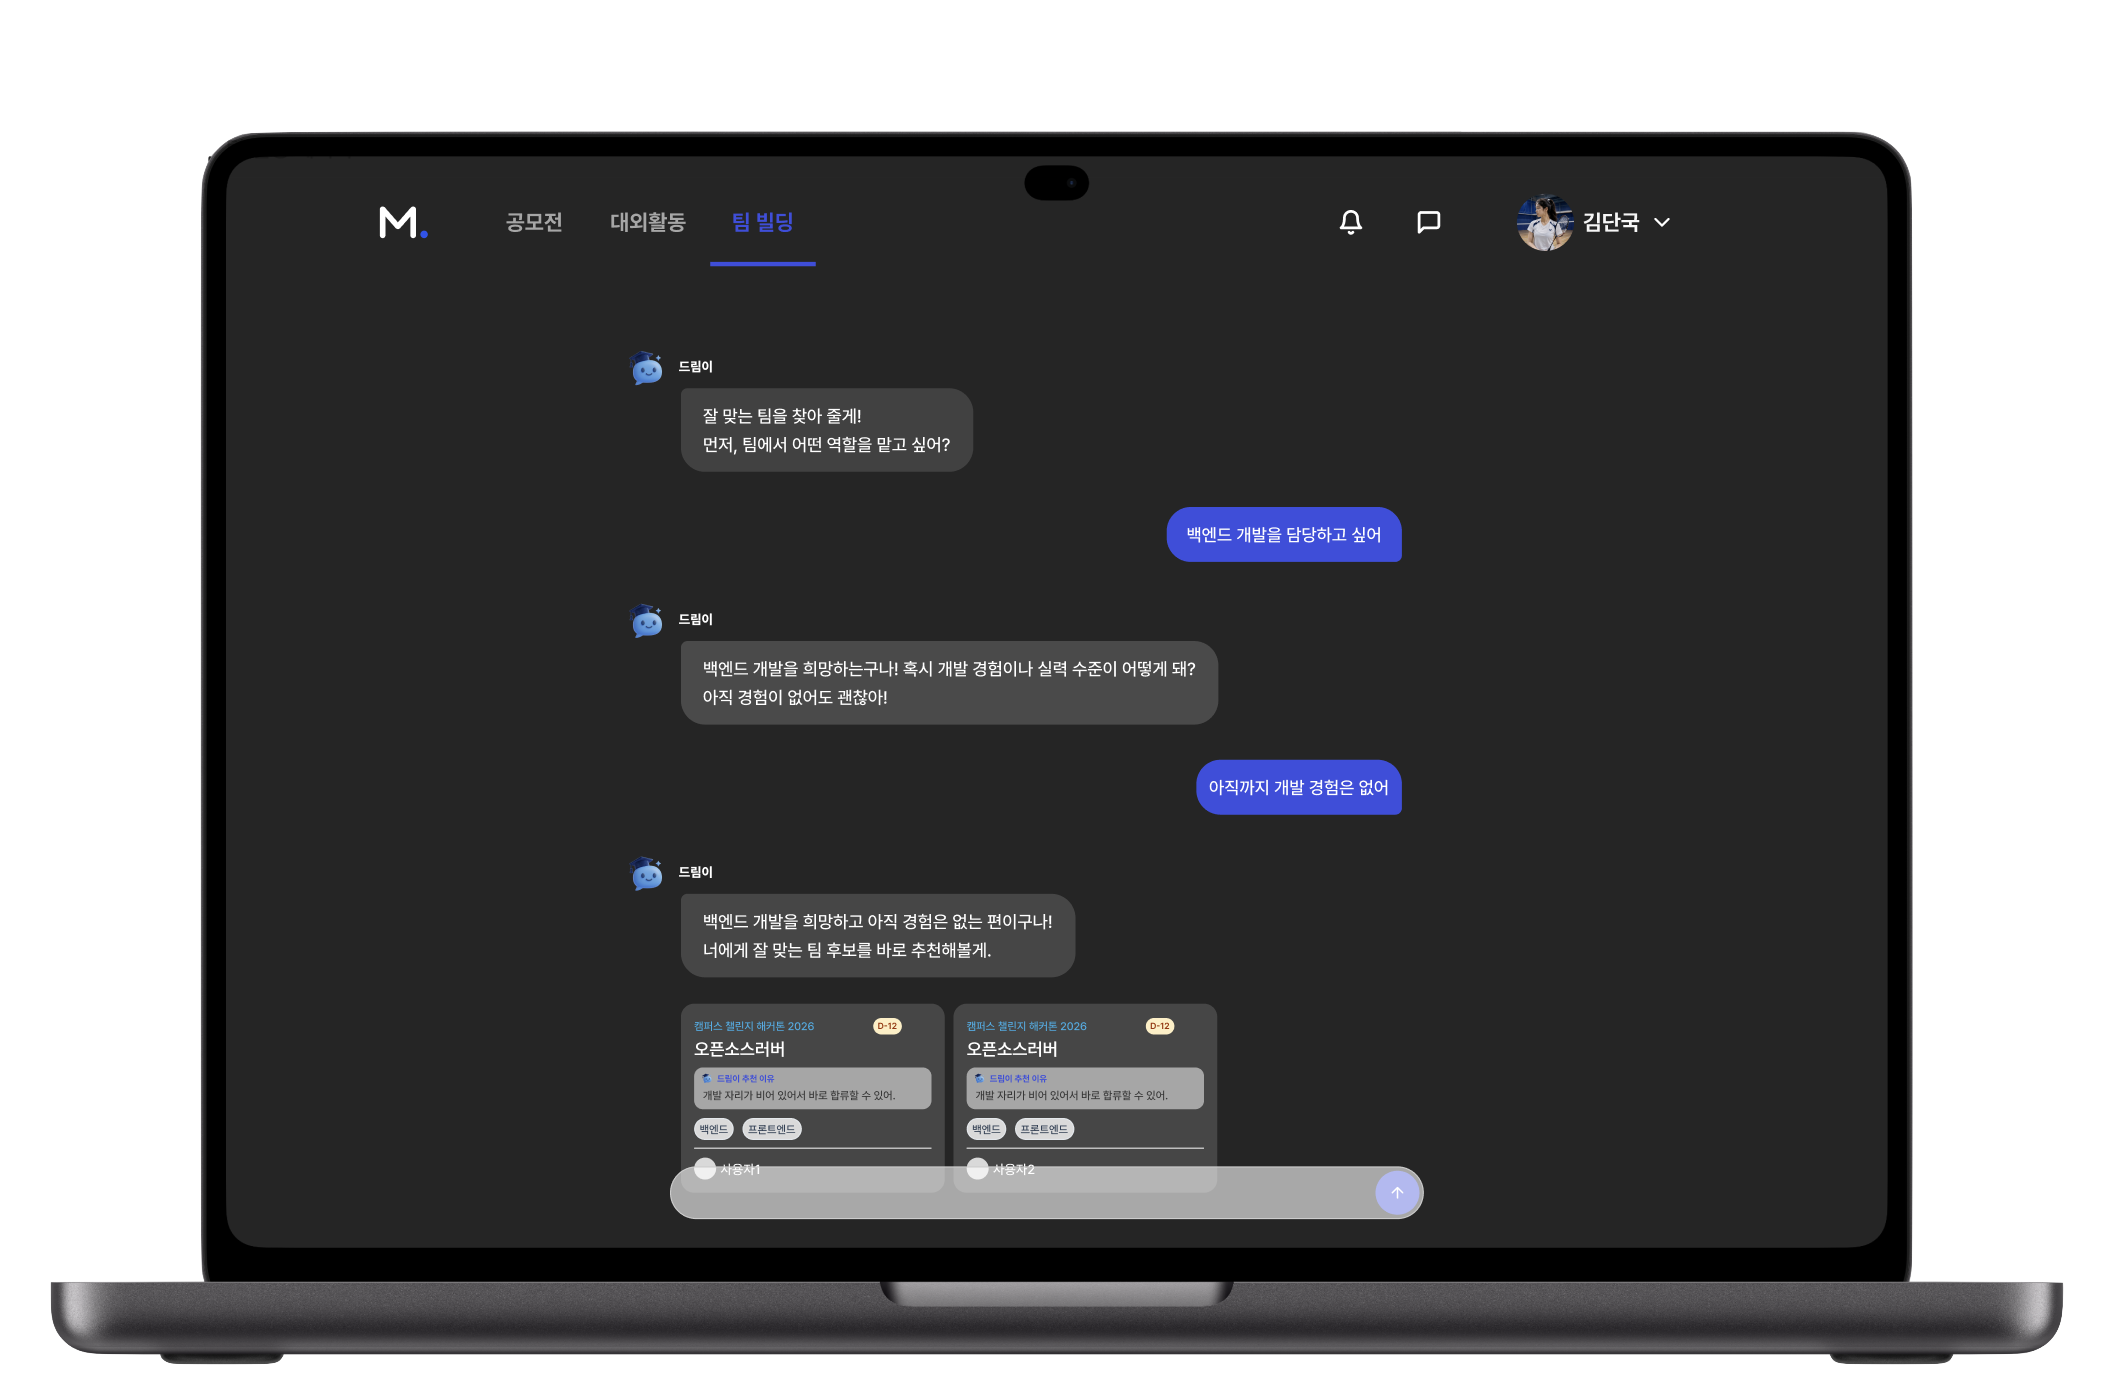 M.
공모전
대외활동
팀 빌딩
김단국
드림이
잘 맞는 팀을 찾아 줄게!
먼저, 팀에서 어떤 역할을 맡고 싶어?
백엔드 개발을 담당하고 싶어
드림이
백엔드 개발을 희망하는구나! 혹시 개발 경험이나 실력 수준이 어떻게 돼?
아직 경험이 없어도 괜찮아!
아직까지 개발 경험은 없어
드림이
백엔드 개발을 희망하고 아직 경험은 없는 편이구나!
너에게 잘 맞는 팀 후보를 바로 추천해볼게.
캠퍼스 챌린지 해커톤 2026
D-12
오픈소스러버
드림이 추천 이유
개발 자리가 비어 있어서 바로 합류할 수 있어.
백엔드
프론트엔드
사용자1
캠퍼스 챌린지 해커톤 2026
D-12
오픈소스러버
드림이 추천 이유
개발 자리가 비어 있어서 바로 합류할 수 있어.
백엔드
프론트엔드
사용자2